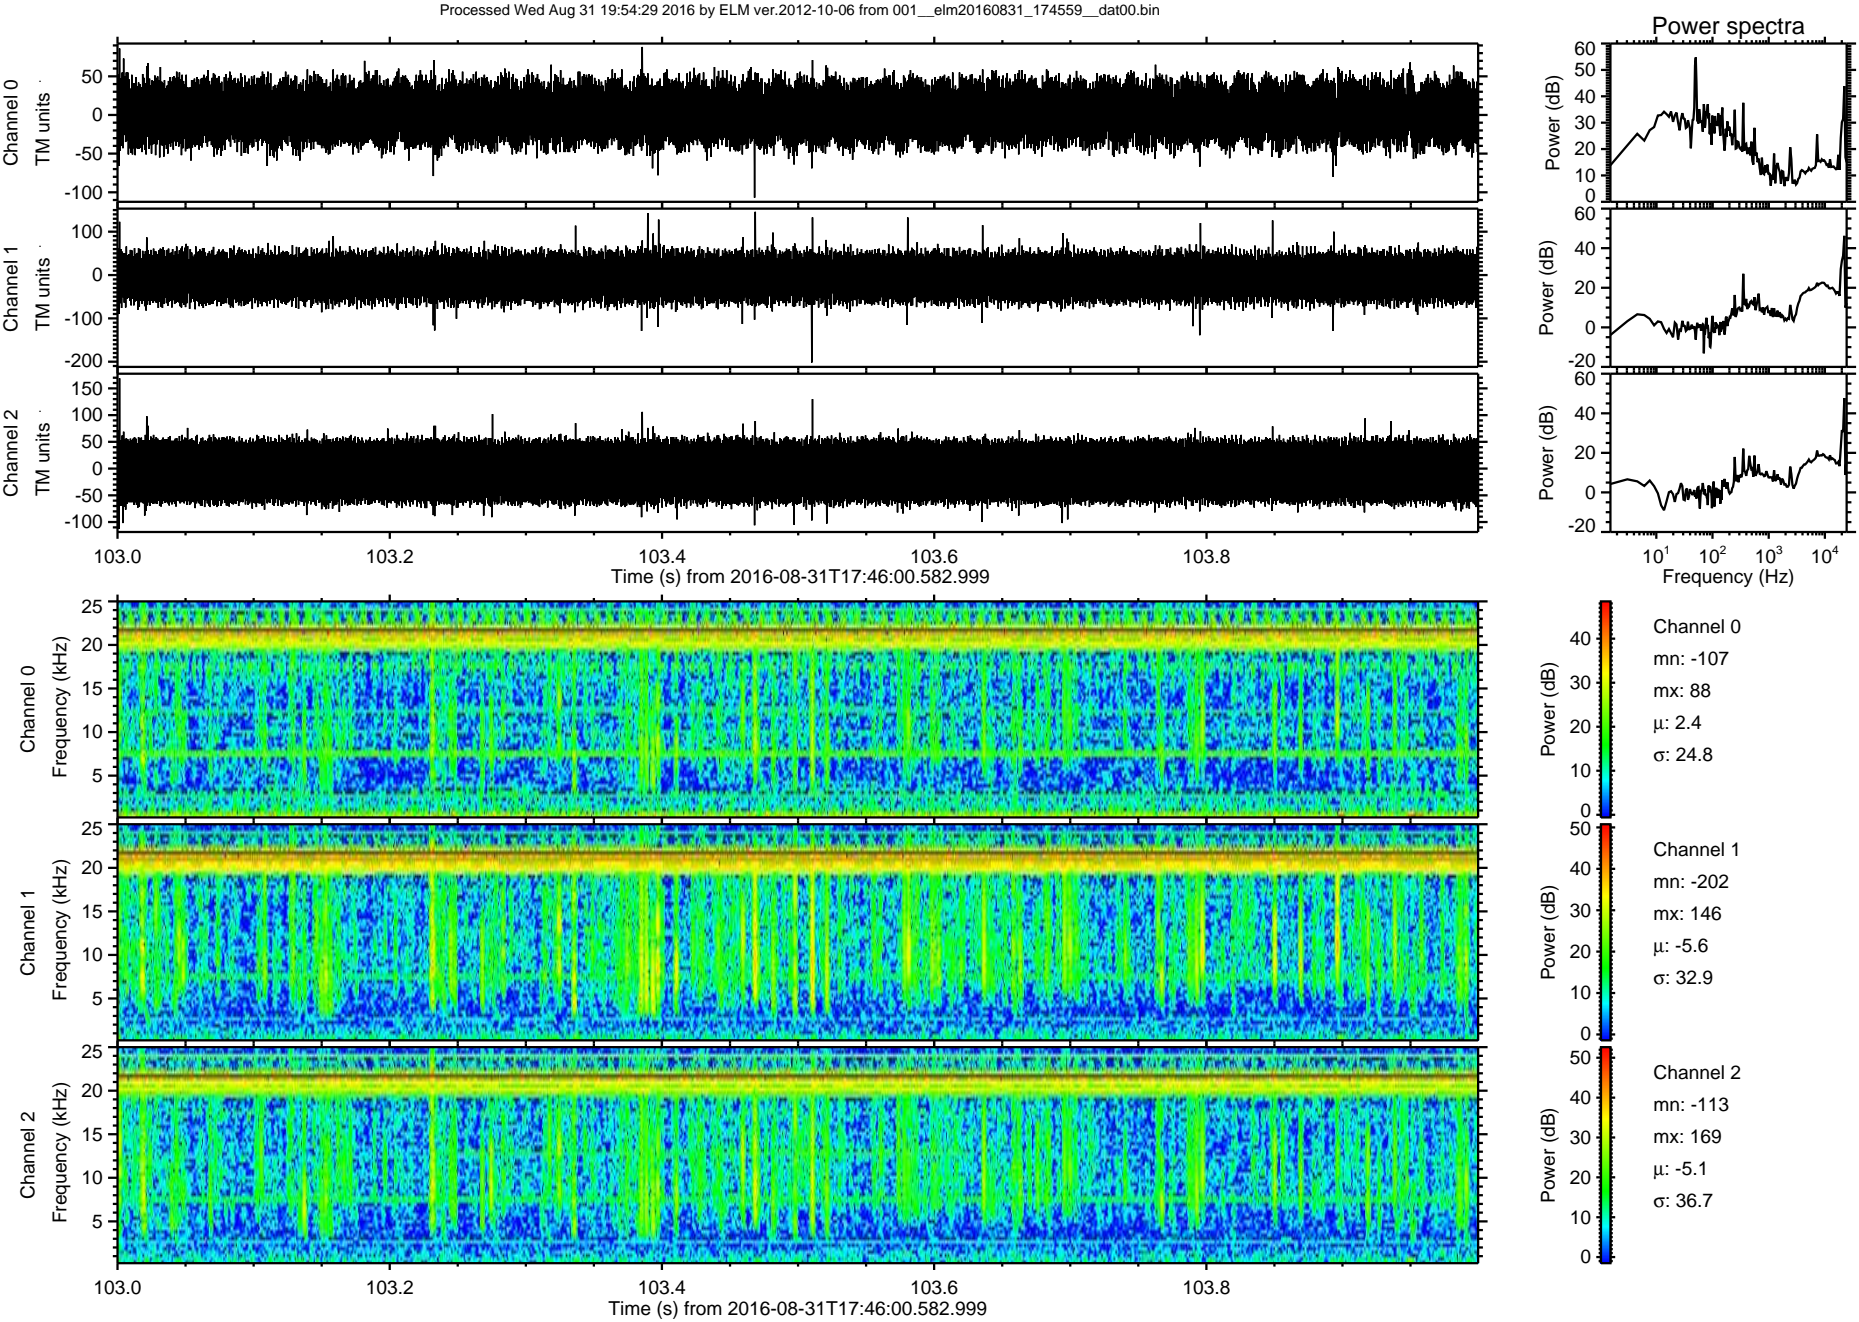 Processed Wed Aug 31 19:54:29 2016 by ELM ver.2012-10-06 from 001__elm20160831_174559__dat00.bin
Power spectra
Channel 0
TM units
50
0
-50
-100
Power (dB)
60
50
40
30
20
10
0
Channel 1
TM units
100
0
-100
-200
Power (dB)
60
40
20
0
-20
Channel 2
TM units
150
100
50
0
-50
-100
Power (dB)
60
40
20
0
-20
103.0 103.2 103.4 103.6 103.8
Time (s) from 2016-08-31T17:46:00.582.999
10^1 10^2 10^3 10^4
Frequency (Hz)
Channel 0
Frequency (kHz)
25
20
15
10
5
Power (dB)
40
30
20
10
0
Channel 0
mn: -107
mx: 88
μ: 2.4
σ: 24.8
Channel 1
Frequency (kHz)
25
20
15
10
5
Power (dB)
50
40
30
20
10
0
Channel 1
mn: -202
mx: 146
μ: -5.6
σ: 32.9
Channel 2
Frequency (kHz)
25
20
15
10
5
Power (dB)
50
40
30
20
10
0
Channel 2
mn: -113
mx: 169
μ: -5.1
σ: 36.7
103.0 103.2 103.4 103.6 103.8
Time (s) from 2016-08-31T17:46:00.582.999